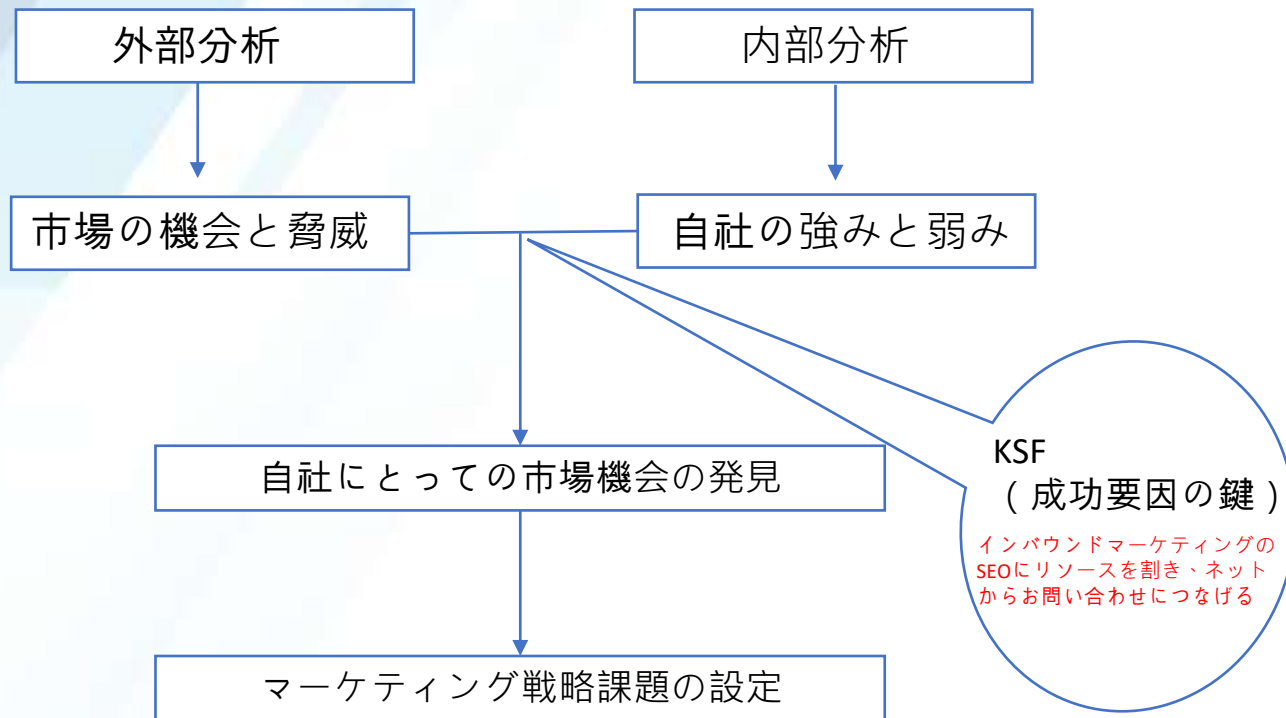 外部分析
内部分析
市場の機会と脅威
自社の強みと弱み
自社にとっての市場機会の発見
KSF
(成功要因の鍵)
インバウンドマーケティングの
SEOにリソースを割き、ネット
からお問い合わせにつなげる
マーケティング戦略課題の設定